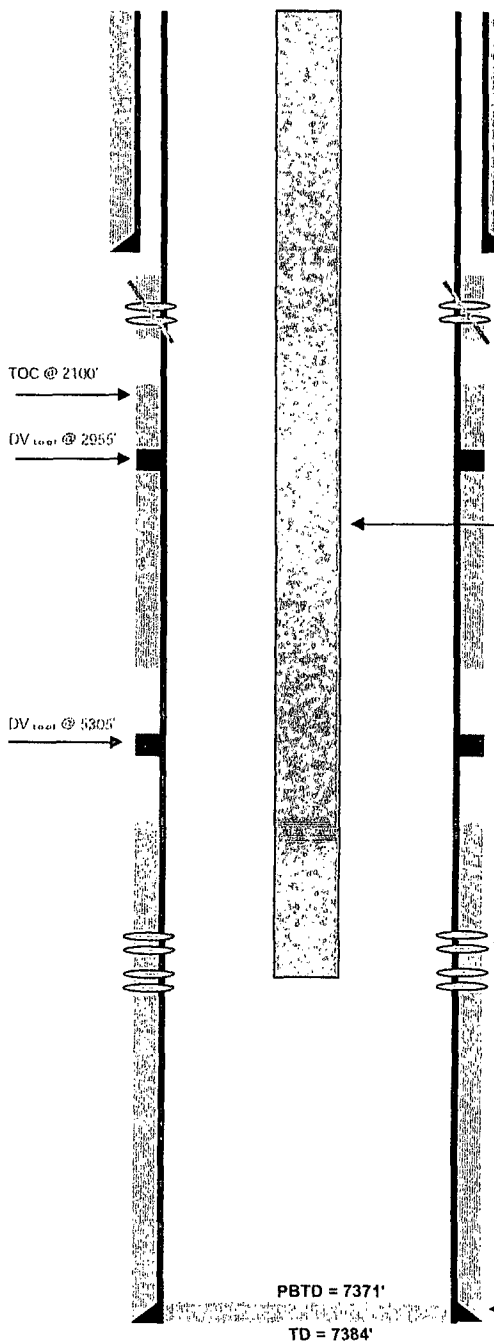 TOC @ 2100'
DV tool @ 2955'
DV tool @ 5305'
PBTD = 7371'
TD = 7384'